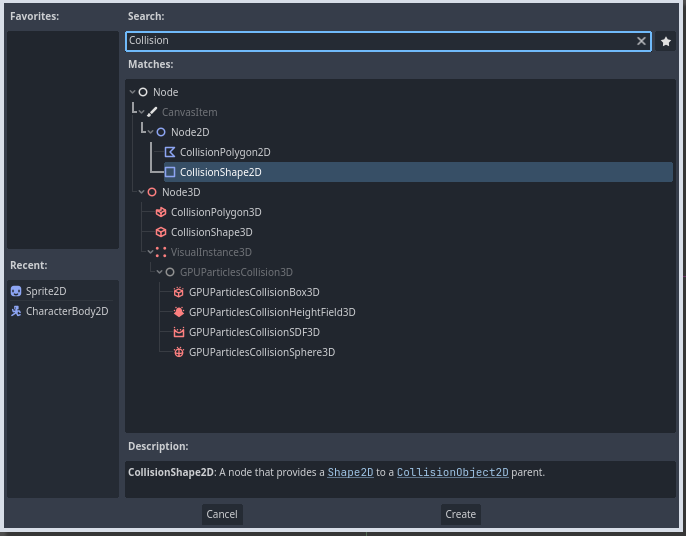 Favorites:
Search:
Collision
Matches:
Node
CanvasItem
Node2D
CollisionPolygon2D
CollisionShape2D
Node3D
CollisionPolygon3D
CollisionShape3D
VisualInstance3D
GPUParticlesCollision3D
GPUParticlesCollisionBox3D
GPUParticlesCollisionHeightField3D
GPUParticlesCollisionSDF3D
GPUParticlesCollisionSphere3D
Recent:
Sprite2D
CharacterBody2D
Description:
CollisionShape2D: A node that provides a Shape2D to a CollisionObject2D parent.
Cancel
Create